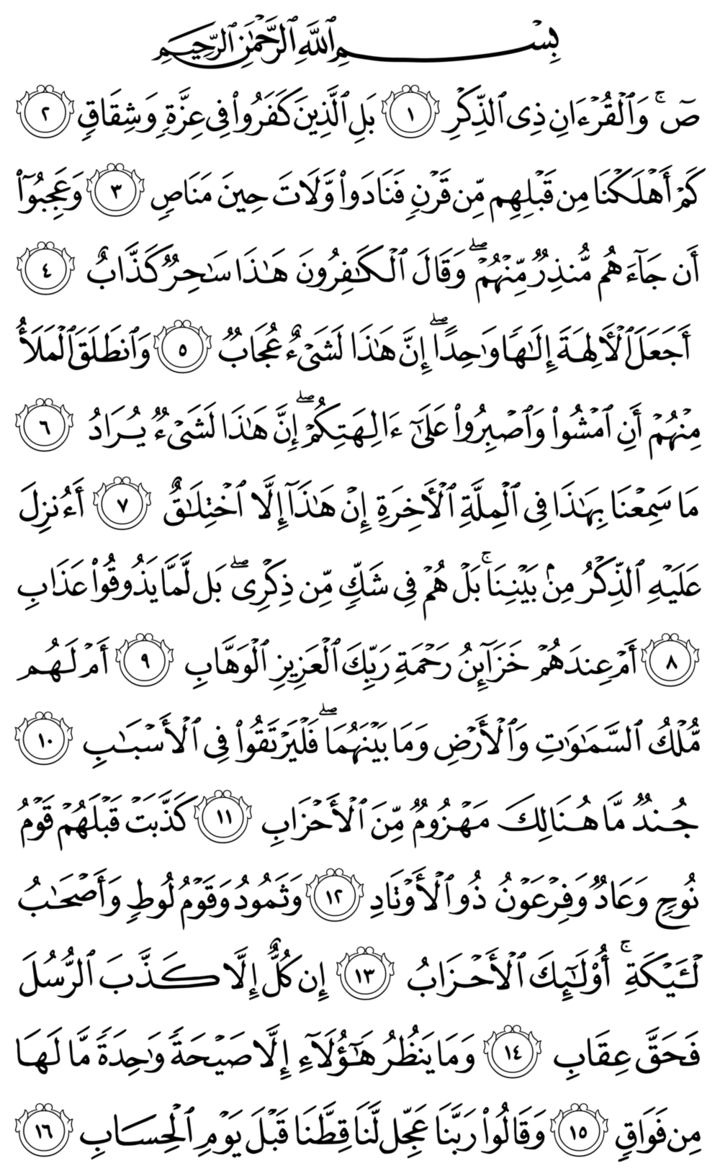 بِسْمِ ٱللَّهِ ٱلرَّحْمَٰنِ ٱلرَّحِيمِ
صٓ ۚ وَٱلْقُرْءَانِ ذِى ٱلذِّكْرِ ١ بَلِ ٱلَّذِينَ كَفَرُوا۟ فِى عِزَّةٍۢ وَشِقَاقٍۢ ٢
كَمْ أَهْلَكْنَا مِن قَبْلِهِم مِّن قَرْنٍۢ فَنَادَوا۟ وَّلَاتَ حِينَ مَنَاصٍۢ ٣ وَعَجِبُوٓا۟
أَن جَآءَهُم مُّنذِرٌۭ مِّنْهُمْ ۖ وَقَالَ ٱلْكَٰفِرُونَ هَٰذَا سَٰحِرٌۭ كَذَّابٌ ٤
أَجَعَلَ ٱلْءَالِهَةَ إِلَٰهًۭا وَٰحِدًا ۖ إِنَّ هَٰذَا لَشَىْءٌ عُجَابٌۭ ٥ وَٱنطَلَقَ ٱلْمَلَأُ
مِنْهُمْ أَنِ ٱمْشُوا۟ وَٱصْبِرُوا۟ عَلَىٰٓ ءَالِهَتِكُمْ ۖ إِنَّ هَٰذَا لَشَىْءٌۭ يُرَادُ ٦
مَا سَمِعْنَا بِهَٰذَا فِى ٱلْمِلَّةِ ٱلْءَاخِرَةِ إِنْ هَٰذَآ إِلَّا ٱخْتِلَٰقٌ ٧ أَءُنزِلَ
عَلَيْهِ ٱلذِّكْرُ مِنۢ بَيْنِنَا ۚ بَلْ هُمْ فِى شَكٍّۢ مِّن ذِكْرِى ۖ بَل لَّمَّا يَذُوقُوا۟ عَذَابِ
٨ أَمْ عِندَهُمْ خَزَآئِنُ رَحْمَةِ رَبِّكَ ٱلْعَزِيزِ ٱلْوَهَّابِ ٩ أَمْ لَهُم
مُّلْكُ ٱلسَّمَٰوَٰتِ وَٱلْأَرْضِ وَمَا بَيْنَهُمَا ۖ فَلْيَرْتَقُوا۟ فِى ٱلْأَسْبَٰبِ ١٠
جُندٌۭ مَّا هُنَالِكَ مَهْزُومٌۭ مِّنَ ٱلْأَحْزَابِ ١١ كَذَّبَتْ قَبْلَهُمْ قَوْمُ
نُوحٍۢ وَعَادٌۭ وَفِرْعَوْنُ ذُو ٱلْأَوْتَادِ ١٢ وَثَمُودُ وَقَوْمُ لُوطٍۢ وَأَصْحَٰبُ
لْـَٔيْكَةِ ۚ أُو۟لَٰٓئِكَ ٱلْأَحْزَابُ ١٣ إِن كُلٌّ إِلَّا كَذَّبَ ٱلرُّسُلَ
فَحَقَّ عِقَابِ ١٤ وَمَا يَنظُرُ هَٰٓؤُلَآءِ إِلَّا صَيْحَةًۭ وَٰحِدَةًۭ مَّا لَهَا
مِن فَوَاقٍۢ ١٥ وَقَالُوا۟ رَبَّنَا عَجِّل لَّنَا قِطَّنَا قَبْلَ يَوْمِ ٱلْحِسَابِ ١٦